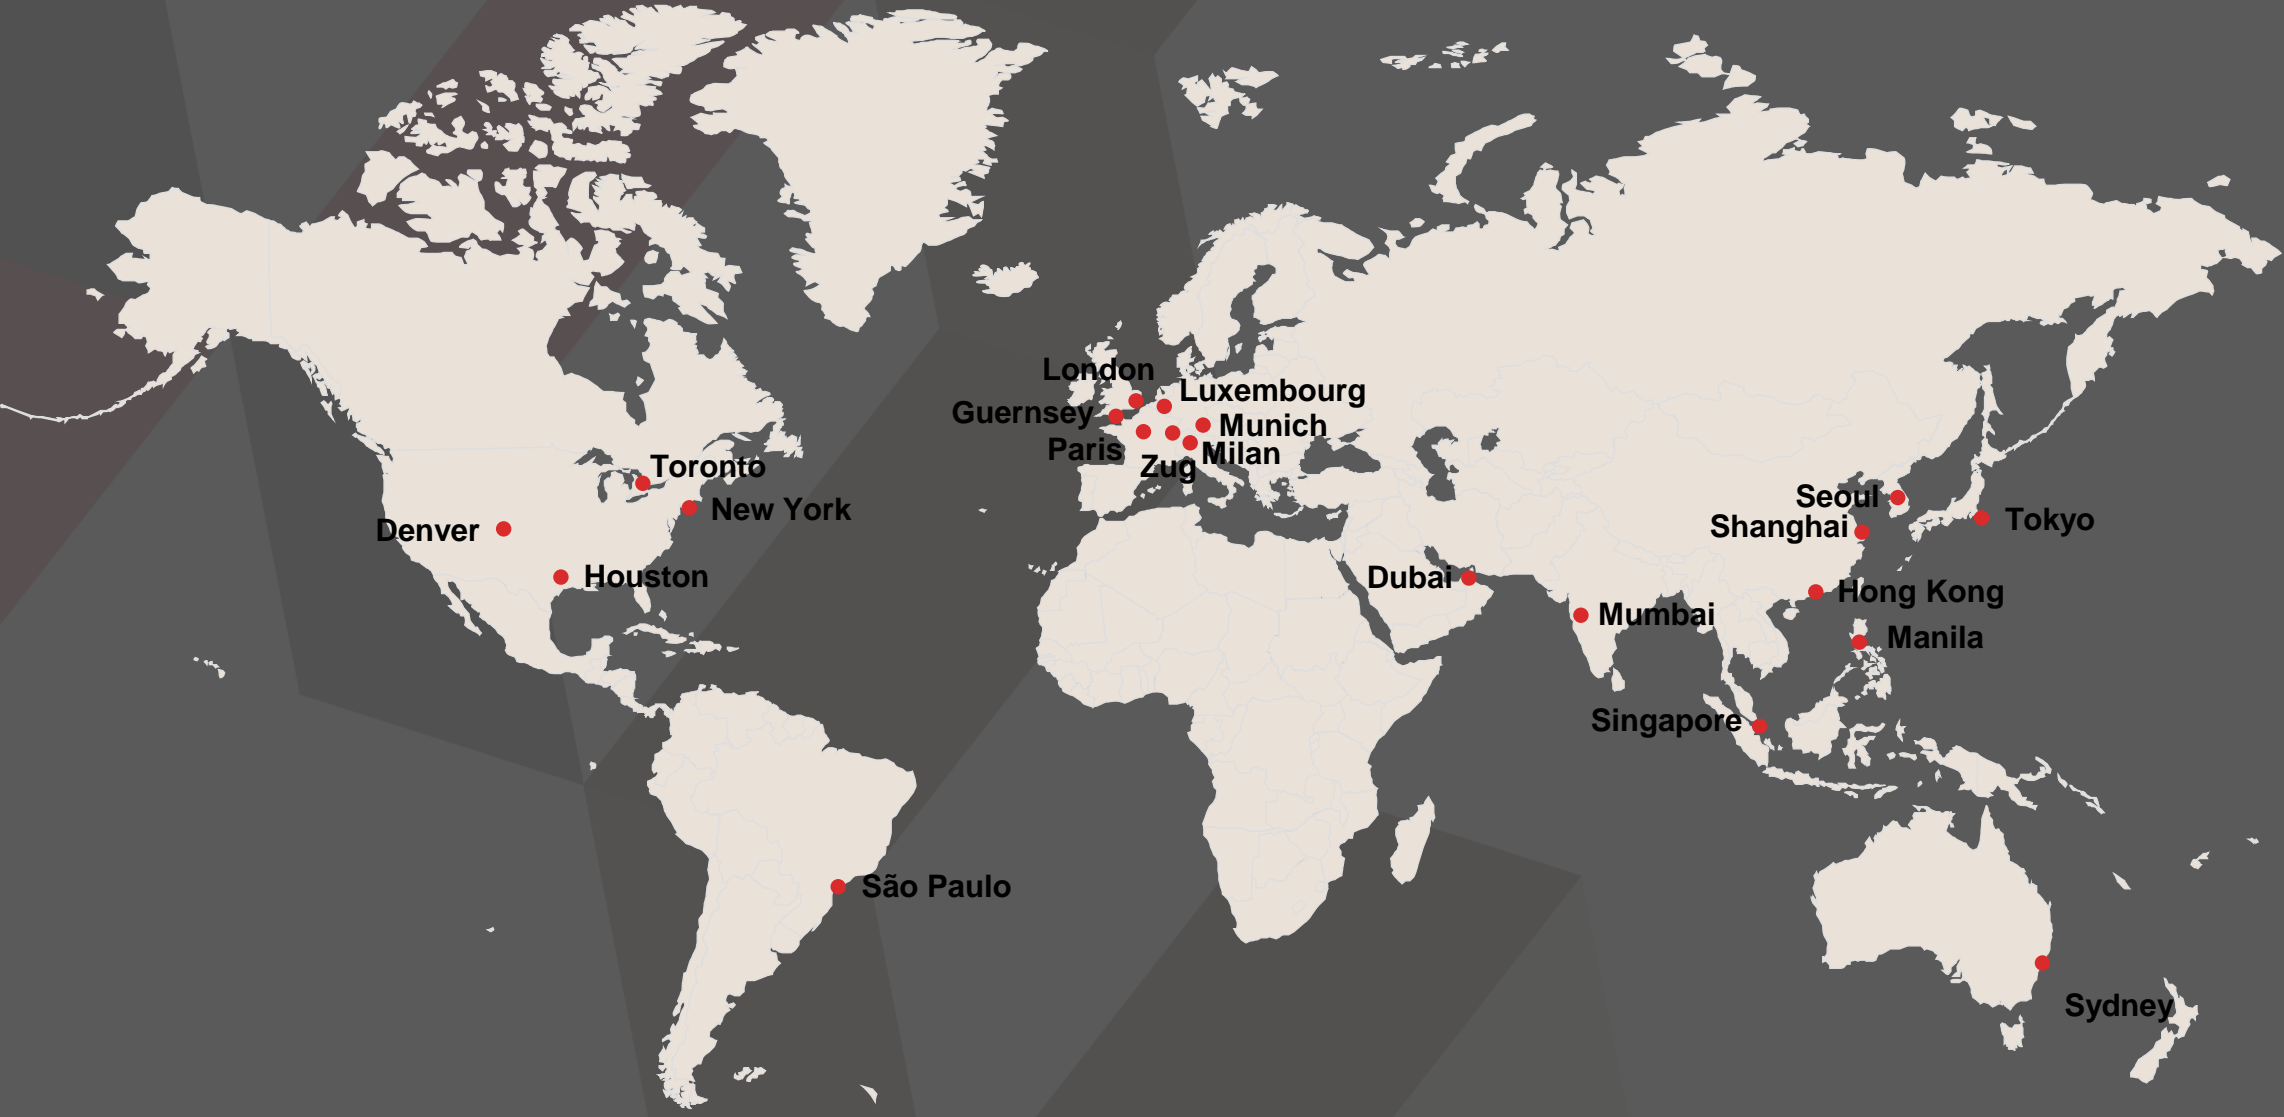 London
Luxembourg
Guernsey
Munich
Paris
Milan
Zug
Toronto
New York
Denver
Houston
Seoul
Shanghai
Tokyo
Dubai
Hong Kong
Mumbai
Manila
Singapore
São Paulo
Sydney